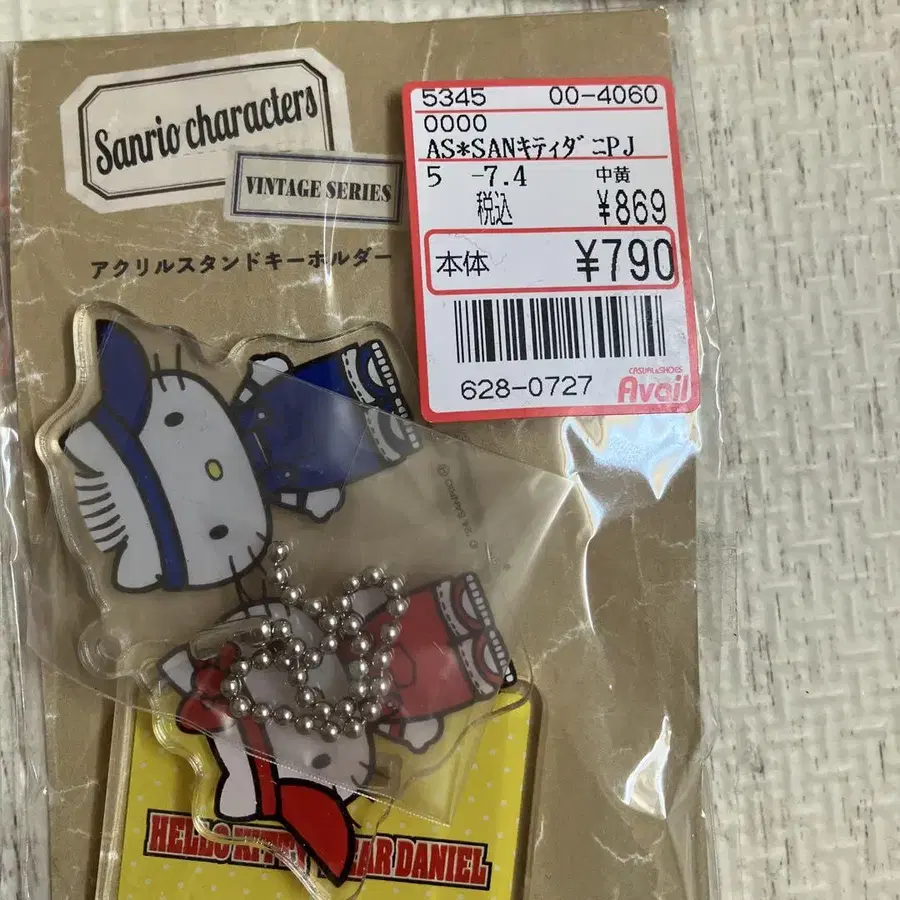 Sanrio characters
VINTAGE SERIES
アクリルスタンドキーホルダー
5345 00-4060
0000
AS*SANキティダニPJ
5 -7.4 中黄
税込 ¥869
本体 ¥790
628-0727
CASUAL&SHOES
Avail
HELLO KITTY DEAR DANIEL